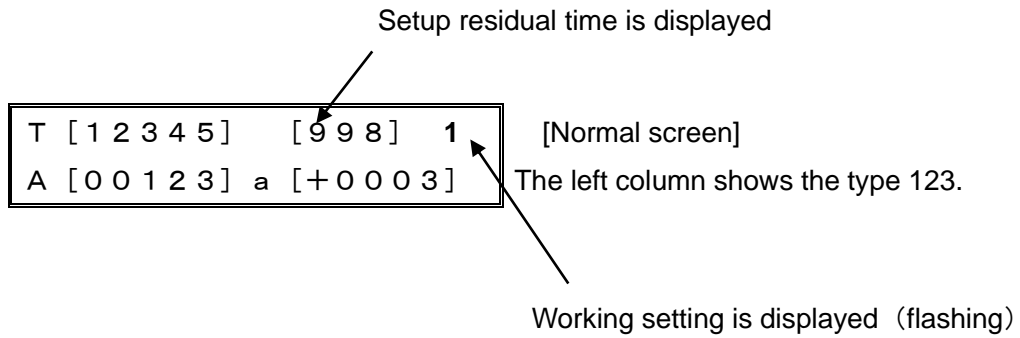 Setup residual time is displayed
T [12345] [998] 1 [Normal screen]
A [00123] a [+0003] The left column shows the type 123.
Working setting is displayed（flashing）